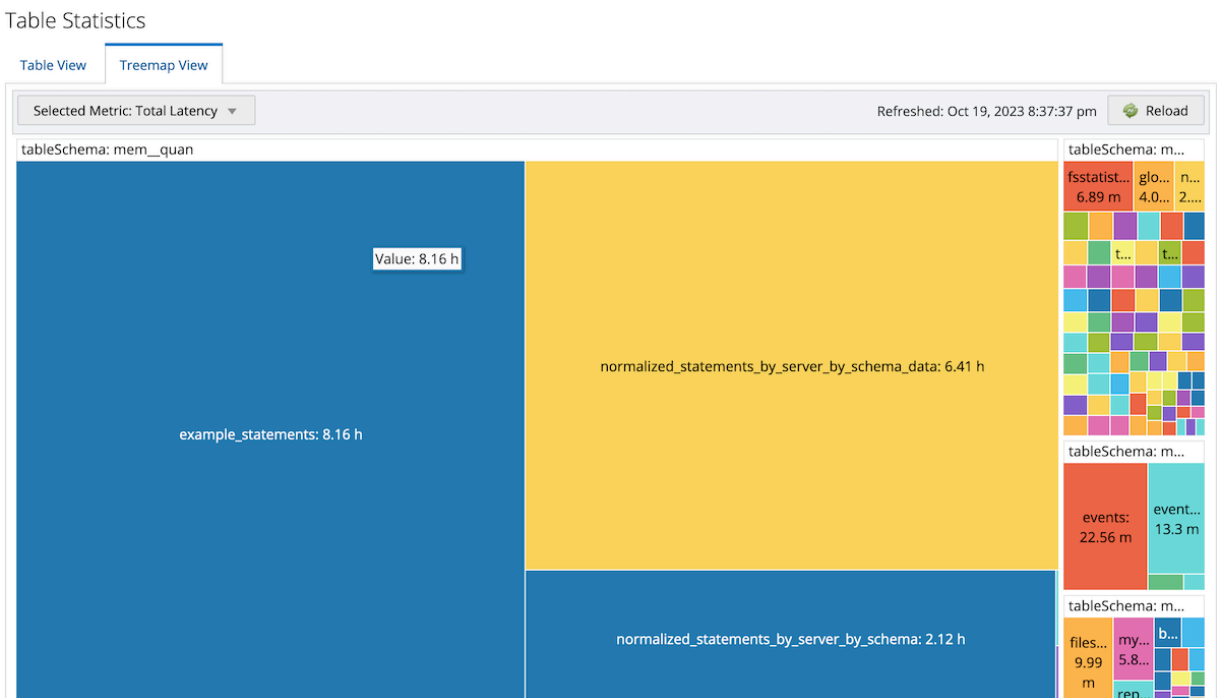 Table Statistics
Table View
Treemap View
Selected Metric: Total Latency
Refreshed: Oct 19, 2023 8:37:37 pm
Reload
tableSchema: mem__quan
Value: 8.16 h
example_statements: 8.16 h
normalized_statements_by_server_by_schema_data: 6.41 h
normalized_statements_by_server_by_schema: 2.12 h
tableSchema: m...
fsstatist...
6.89 m
glo...
4.0...
n...
2....
t...
t...
tableSchema: m...
events:
22.56 m
event...
13.3 m
tableSchema: m...
files...
9.99
m
my...
5.8...
b...
rep